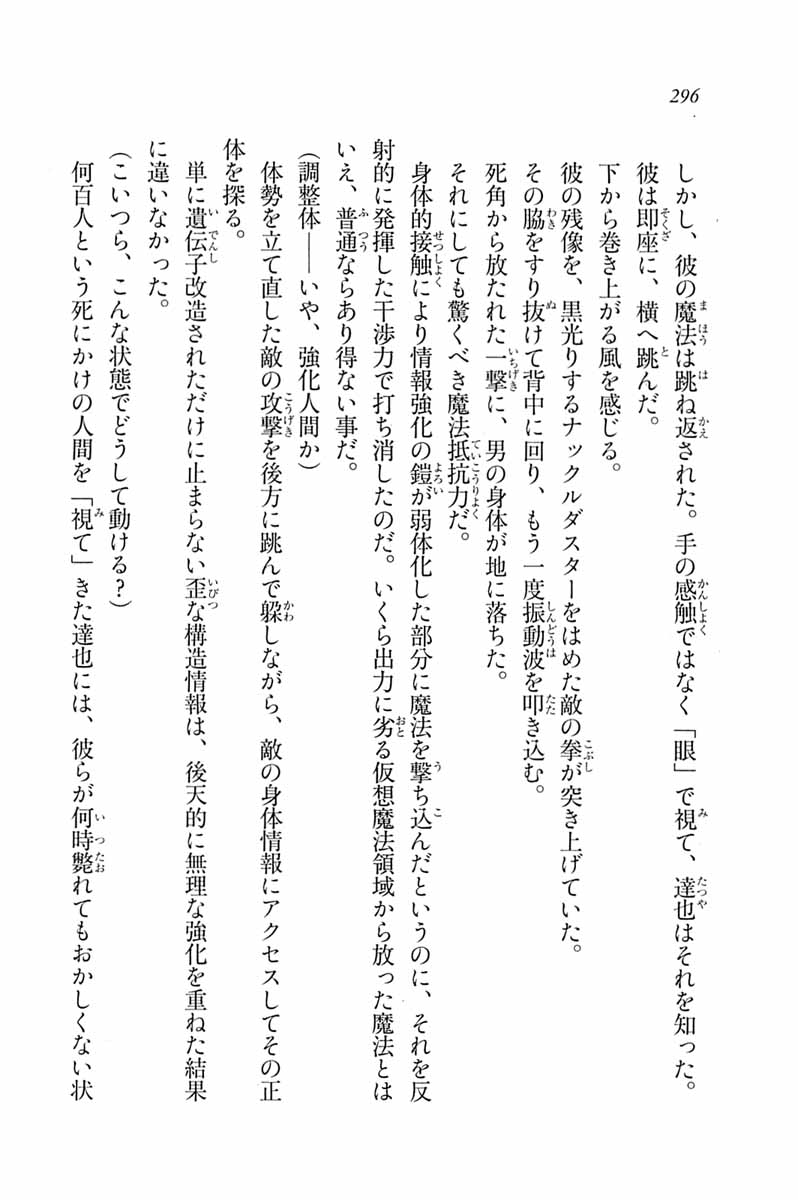 296
しかし、彼の魔法は跳ね返された。手の感触ではなく「眼」で視て、達也はそれを知った。
彼は即座に、横へ跳んだ。
下から巻き上がる風を感じる。
彼の残像を、黒光りするナックルダスターをはめた敵の拳が突き上げていた。
その脇をすり抜けて背中に回り、もう一度振動波を叩き込む。
死角から放たれた一撃に、男の身体が地に落ちた。
それにしても驚くべき魔法抵抗力だ。
身体的接触により情報強化の鎧が弱体化した部分に魔法を撃ち込んだというのに、それを反
射的に発揮した干渉力で打ち消したのだ。いくら出力に劣る仮想魔法領域から放った魔法とは
いえ、普通ならあり得ない事だ。
(調整体――いや、強化人間か)
体勢を立て直した敵の攻撃を後方に跳んで躱しながら、敵の身体情報にアクセスしてその正
体を探る。
単に遺伝子改造されただけに止まらない歪な構造情報は、後天的に無理な強化を重ねた結果
に違いなかった。
(こいつら、こんな状態でどうして動ける?)
何百人という死にかけの人間を「視て」きた達也には、彼らが何時斃れてもおかしくない状